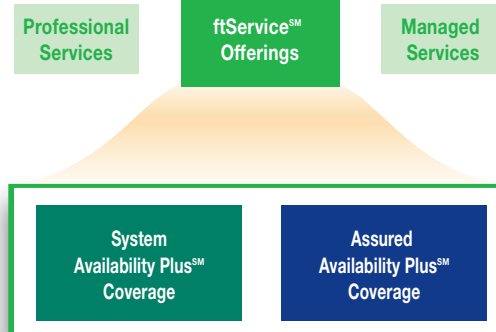 Professional
Services
ftService℠
Offerings
Managed
Services
System
Availability Plus℠
Coverage
Assured
Availability Plus℠
Coverage